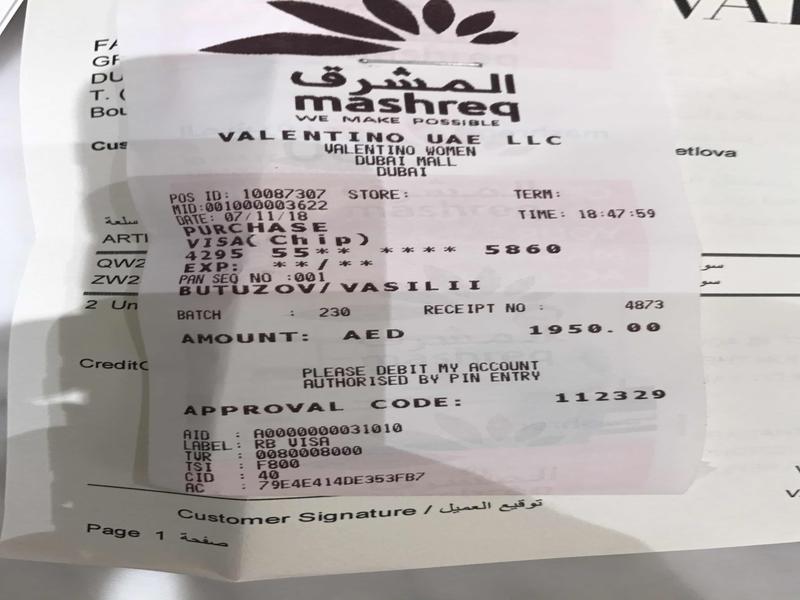 VA
FA
GR
DU
T. (
Bou
Cus
etlova
سلعة
ARTI
QW2
ZW2
2 Un
CreditC
المشرق
mashreq
WE MAKE POSSIBLE
VALENTINO UAE LLC
VALENTINO WOMEN
DUBAI MALL
DUBAI
POS ID: 10087307 STORE: TERM:
MID:001000003622
DATE: 07/11/18 TIME: 18:47:59
PURCHASE
VISA( Chip)
4295 55** **** 5860
EXP: **/**
PAN SEQ NO :001
BUTUZOV/VASILII
BATCH : 230 RECEIPT NO : 4873
AMOUNT: AED 1950.00
PLEASE DEBIT MY ACCOUNT
AUTHORISED BY PIN ENTRY
APPROVAL CODE: 112329
AID : A0000000031010
LABEL: RB VISA
TVR : 0080008000
TSI : F800
CID : 40
AC : 79E4E414DE353FB7
Customer Signature / توقيع العميل
Page 1 صفحة